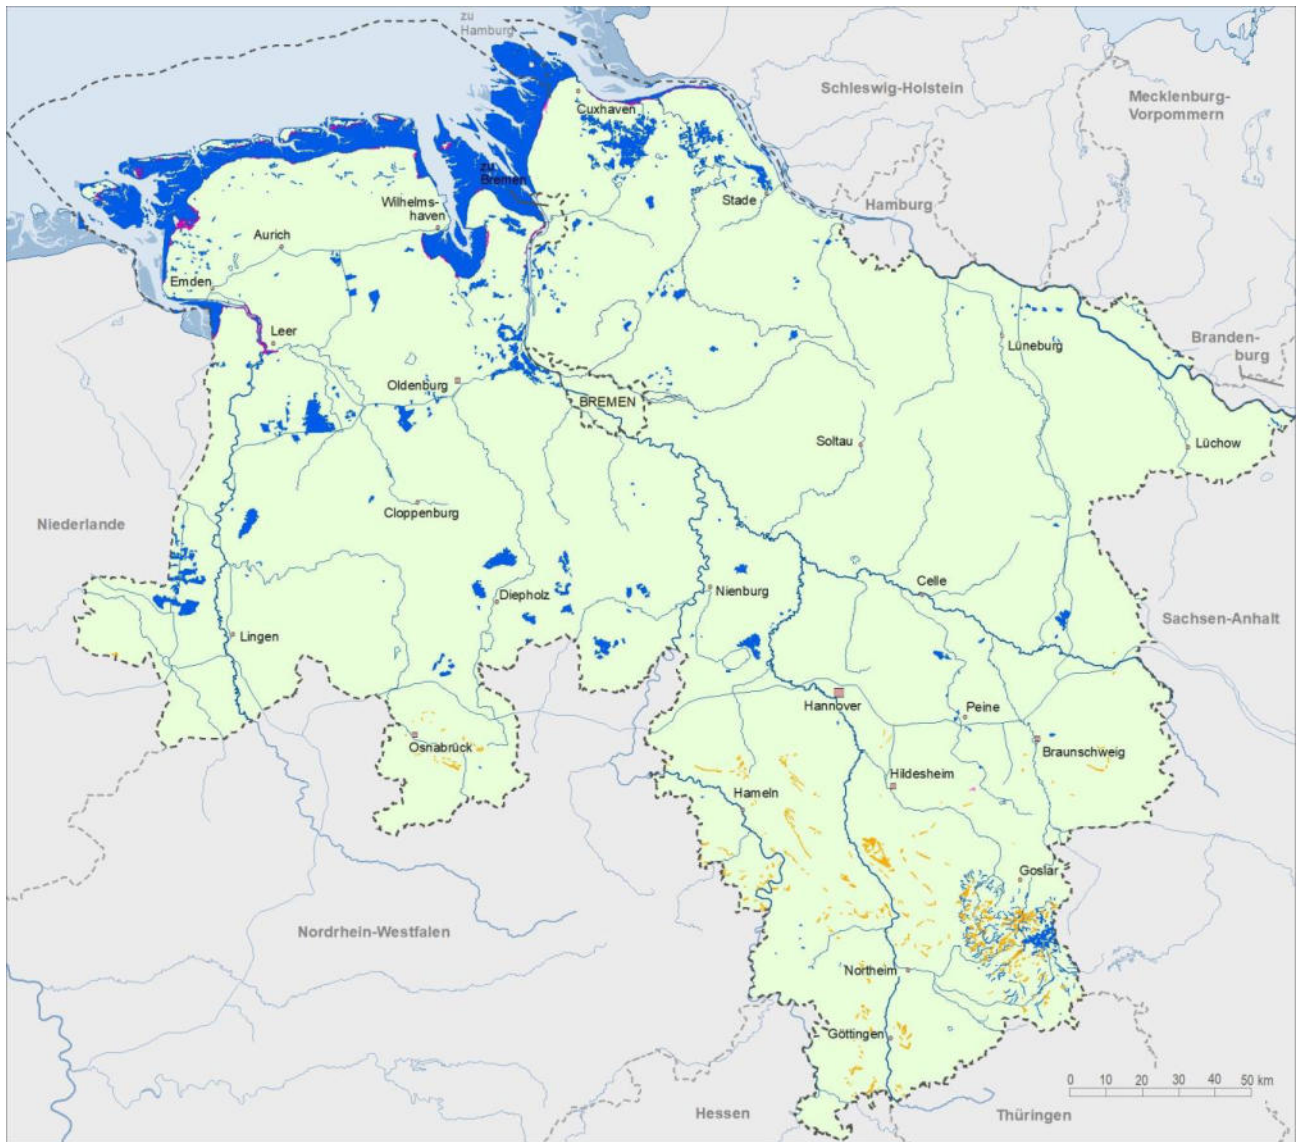 zu
Hamburg
Schleswig-Holstein
Mecklenburg-
Vorpommern
Cuxhaven
zu
Bremen
Wilhelms-
haven
Stade
Hamburg
Aurich
Emden
Leer
Lüneburg
Branden-
burg
Oldenburg
BREMEN
Soltau
Lüchow
Niederlande
Cloppenburg
Celle
Diepholz
Nienburg
Sachsen-Anhalt
Lingen
Hannover
Peine
Osnabrück
Braunschweig
Hildesheim
Hameln
Goslar
Nordrhein-Westfalen
Northeim
Göttingen
0 10 20 30 40 50 km
Hessen
Thüringen